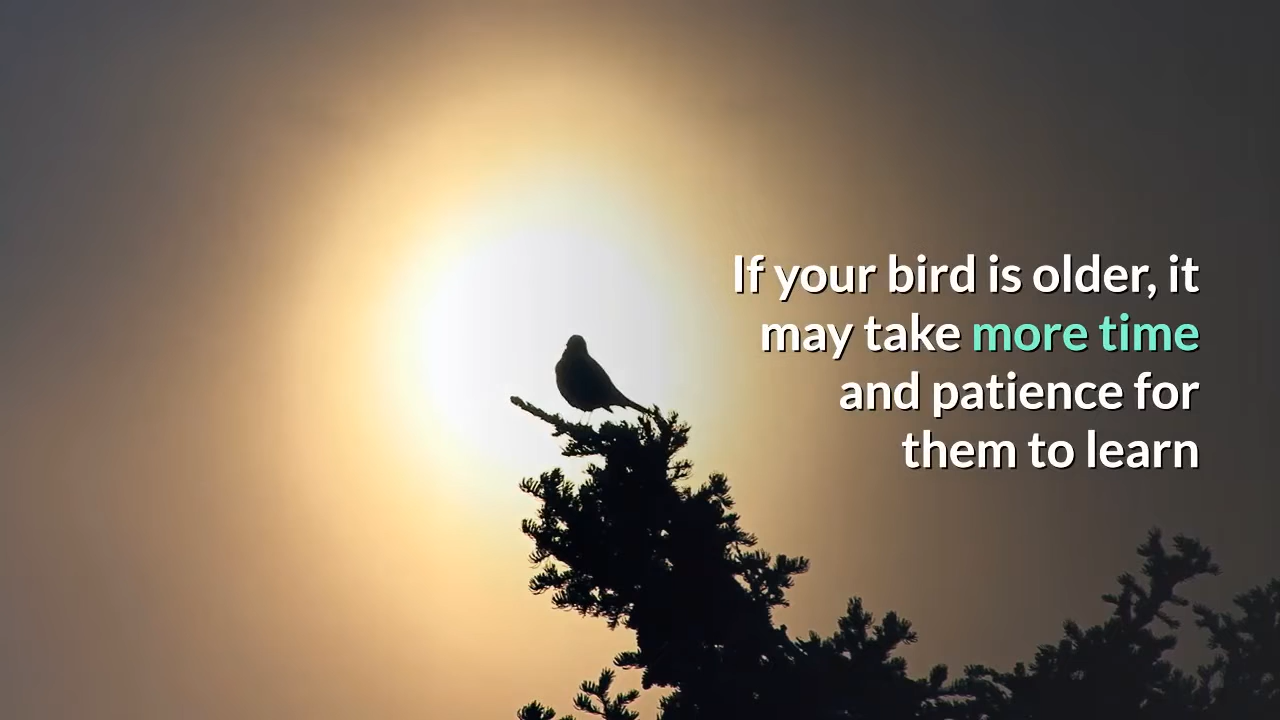 If your bird is older, it
may take more time
and patience for
them to learn